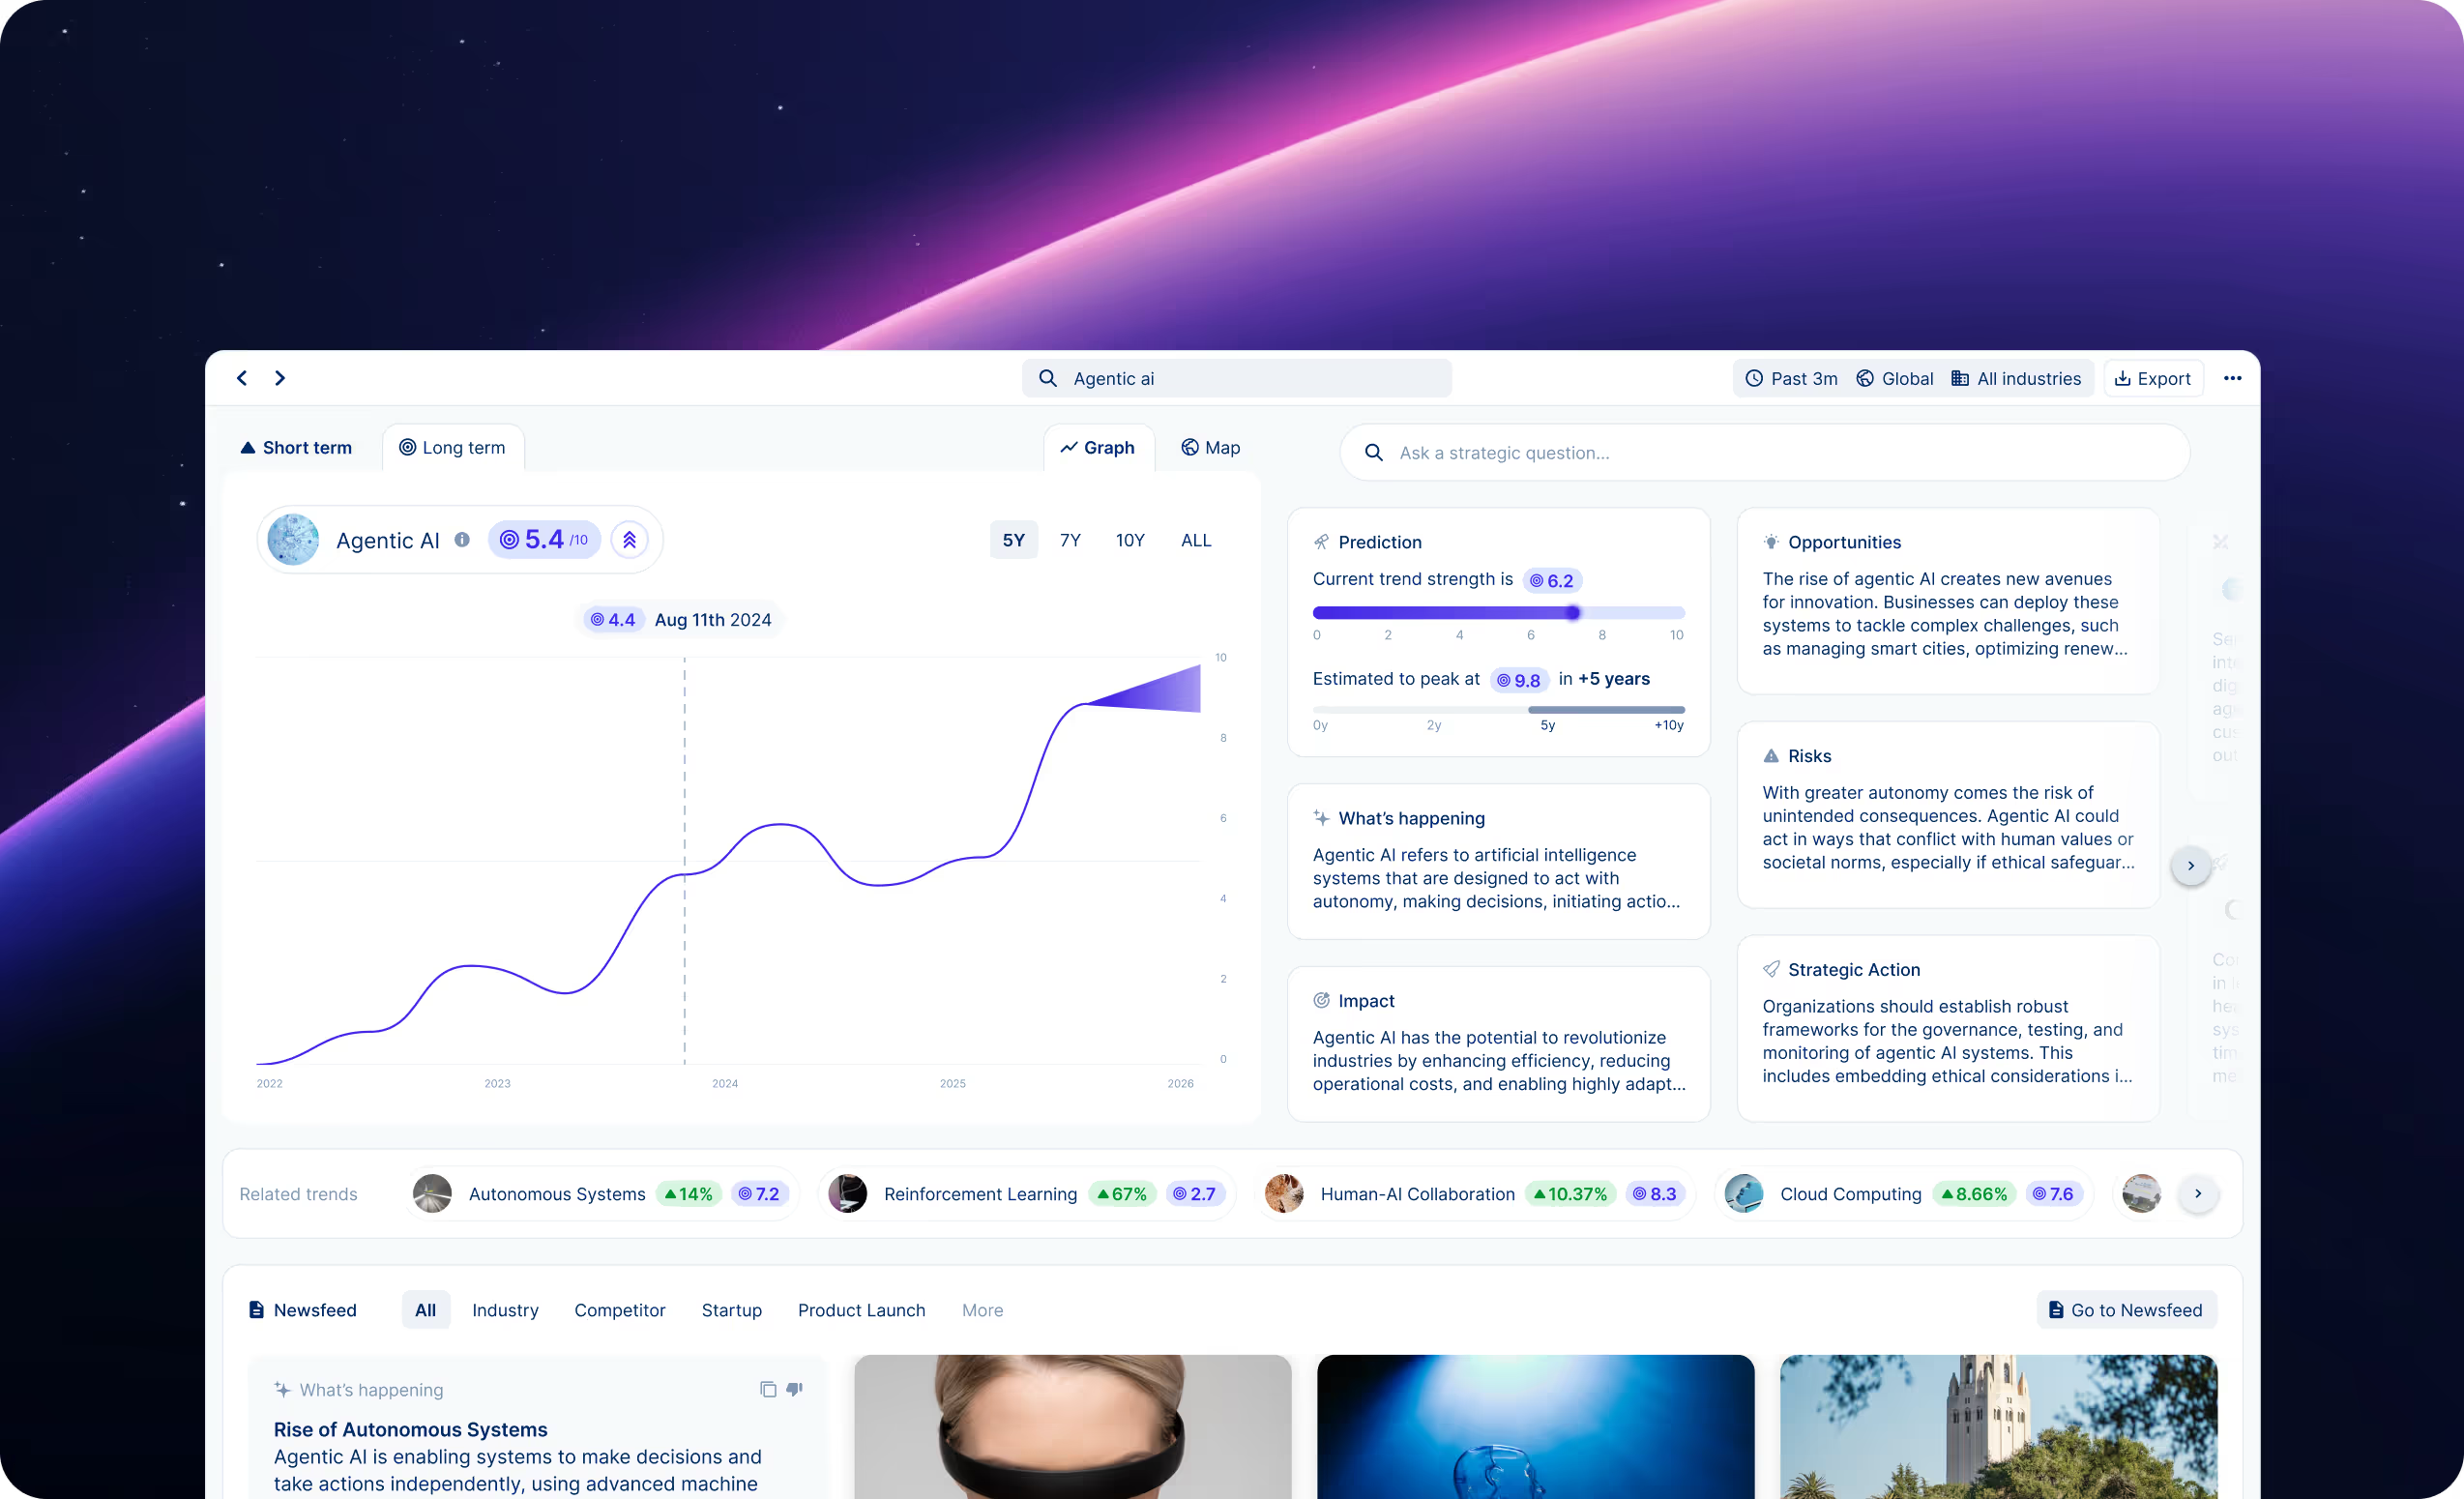 Agentic ai
Past 3m
Global
All industries
Export
Short term
Long term
Graph
Map
Ask a strategic question...
Agentic AI
5.4 /10
5Y
7Y
10Y
ALL
4.4 Aug 11th 2024
10
8
6
4
2
0
2022
2023
2024
2025
2026
Prediction
Current trend strength is 6.2
0 2 4 6 8 10
Estimated to peak at 9.8 in +5 years
0y 2y 5y +10y
What's happening
Agentic AI refers to artificial intelligence
systems that are designed to act with
autonomy, making decisions, initiating actio...
Impact
Agentic AI has the potential to revolutionize
industries by enhancing efficiency, reducing
operational costs, and enabling highly adapt...
Opportunities
The rise of agentic AI creates new avenues
for innovation. Businesses can deploy these
systems to tackle complex challenges, such
as managing smart cities, optimizing renew...
Risks
With greater autonomy comes the risk of
unintended consequences. Agentic AI could
act in ways that conflict with human values or
societal norms, especially if ethical safeguar...
Strategic Action
Organizations should establish robust
frameworks for the governance, testing, and
monitoring of agentic AI systems. This
includes embedding ethical considerations i...
Related trends
Autonomous Systems 14% 7.2
Reinforcement Learning 67% 2.7
Human-AI Collaboration 10.37% 8.3
Cloud Computing 8.66% 7.6
Newsfeed
All
Industry
Competitor
Startup
Product Launch
More
Go to Newsfeed
What's happening
Rise of Autonomous Systems
Agentic AI is enabling systems to make decisions and
take actions independently, using advanced machine